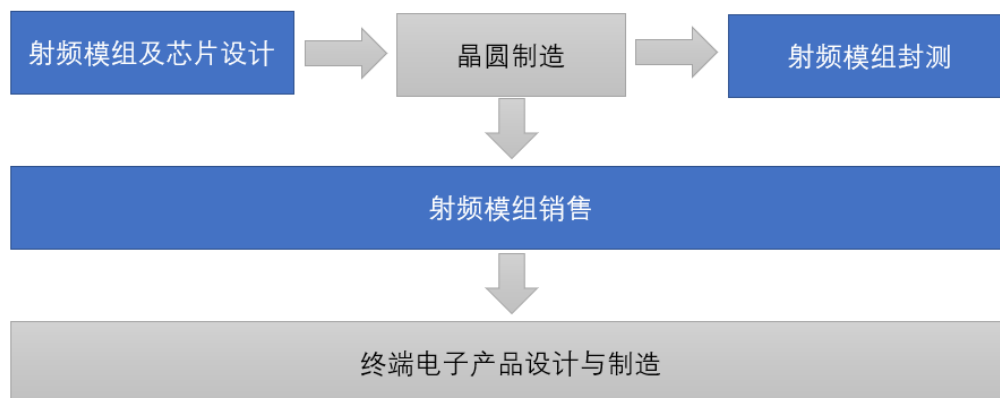 射频模组及芯片设计
晶圆制造
射频模组封测
射频模组销售
终端电子产品设计与制造